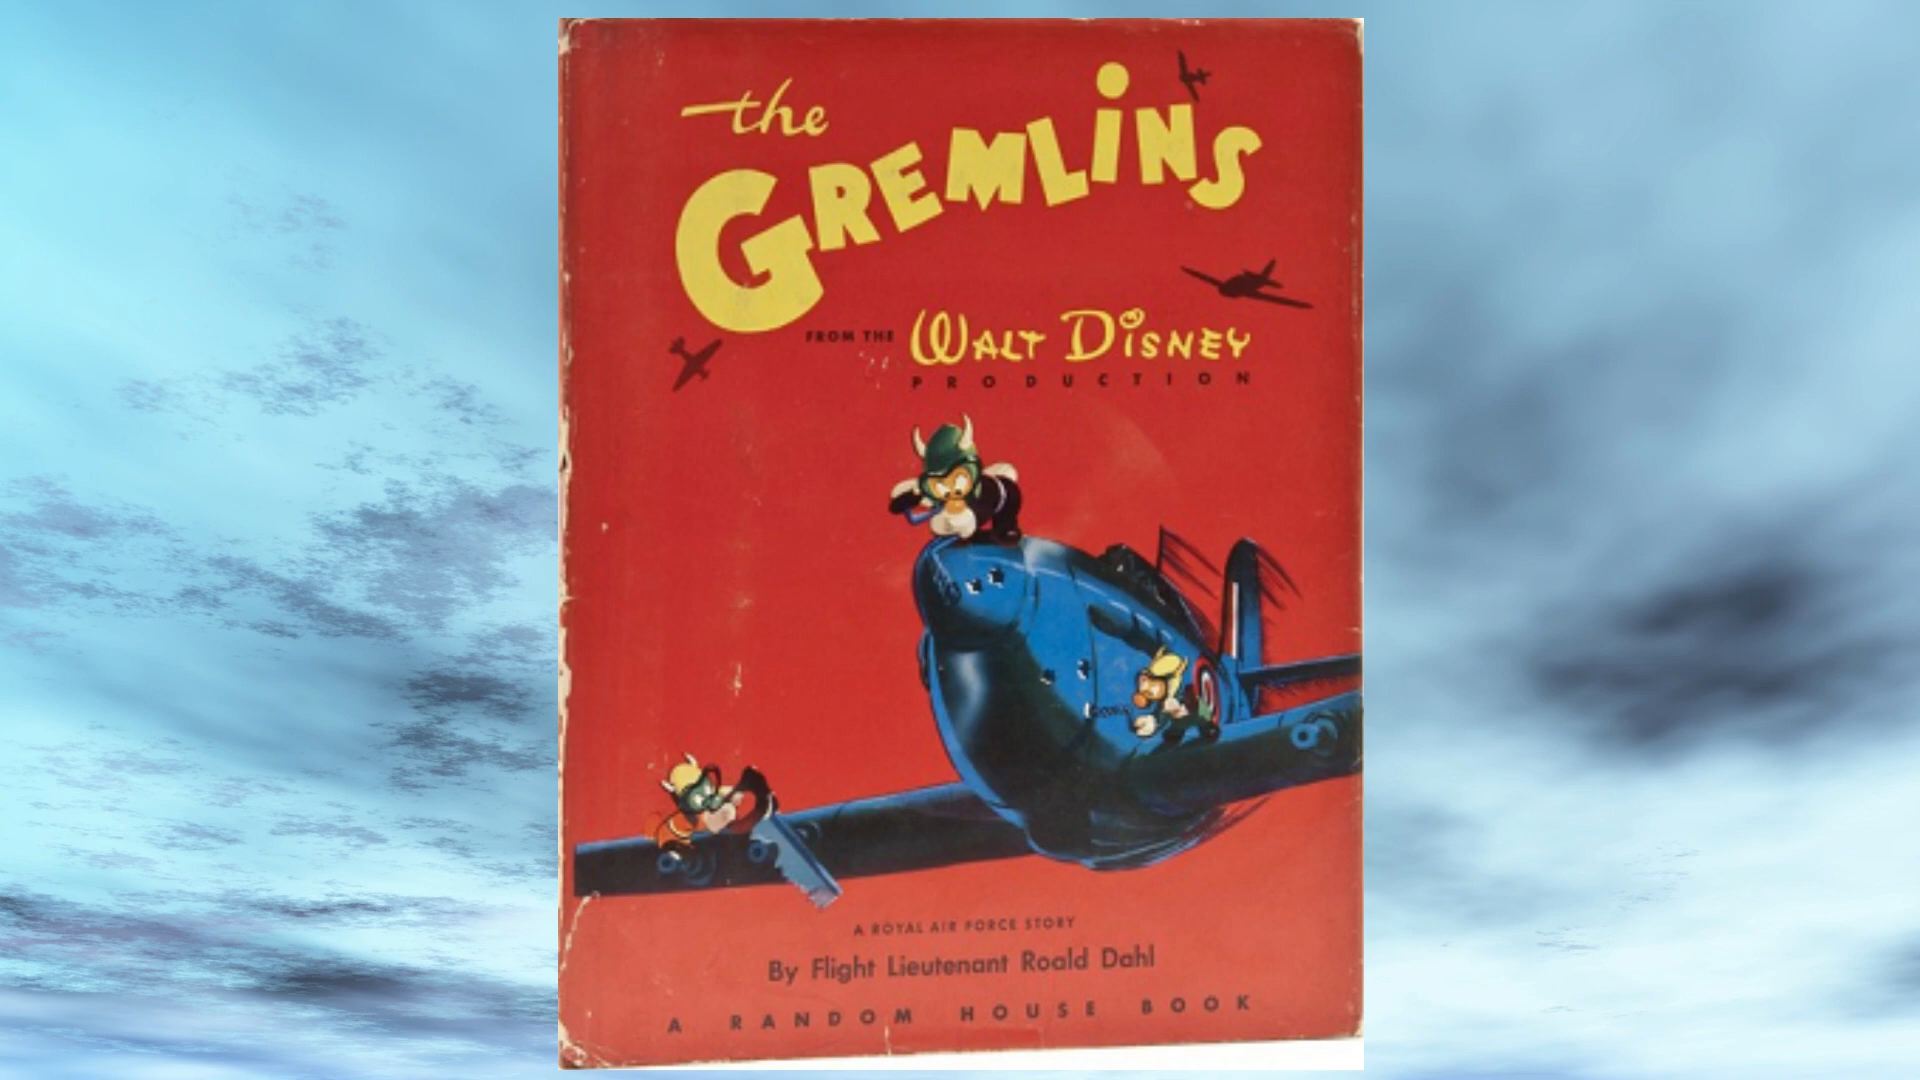 the
GREMLiNS
FROM THE WALT DiSNEY
PRODUCTION
A ROYAL AIR FORCE STORY
By Flight Lieutenant Roald Dahl
A RANDOM HOUSE BOOK